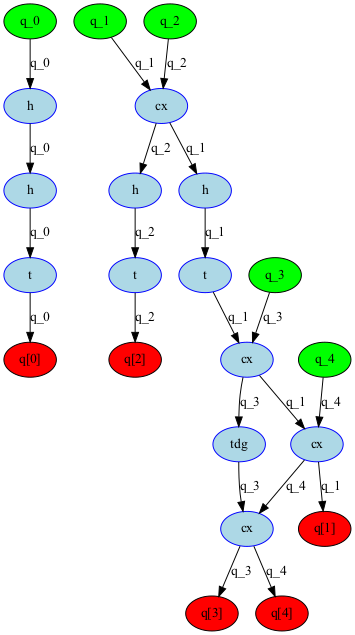 q_0 q_1 q_2
q_0 q_1 q_2
h cx
q_0 q_2 q_1
h h h
q_0 q_2 q_1
t t t q_3
q_0 q_2 q_1 q_3
q[0] q[2] cx q_4
q_3 q_1 q_4
tdg cx
q_3 q_4 q_1
cx q[1]
q_3 q_4
q[3] q[4]